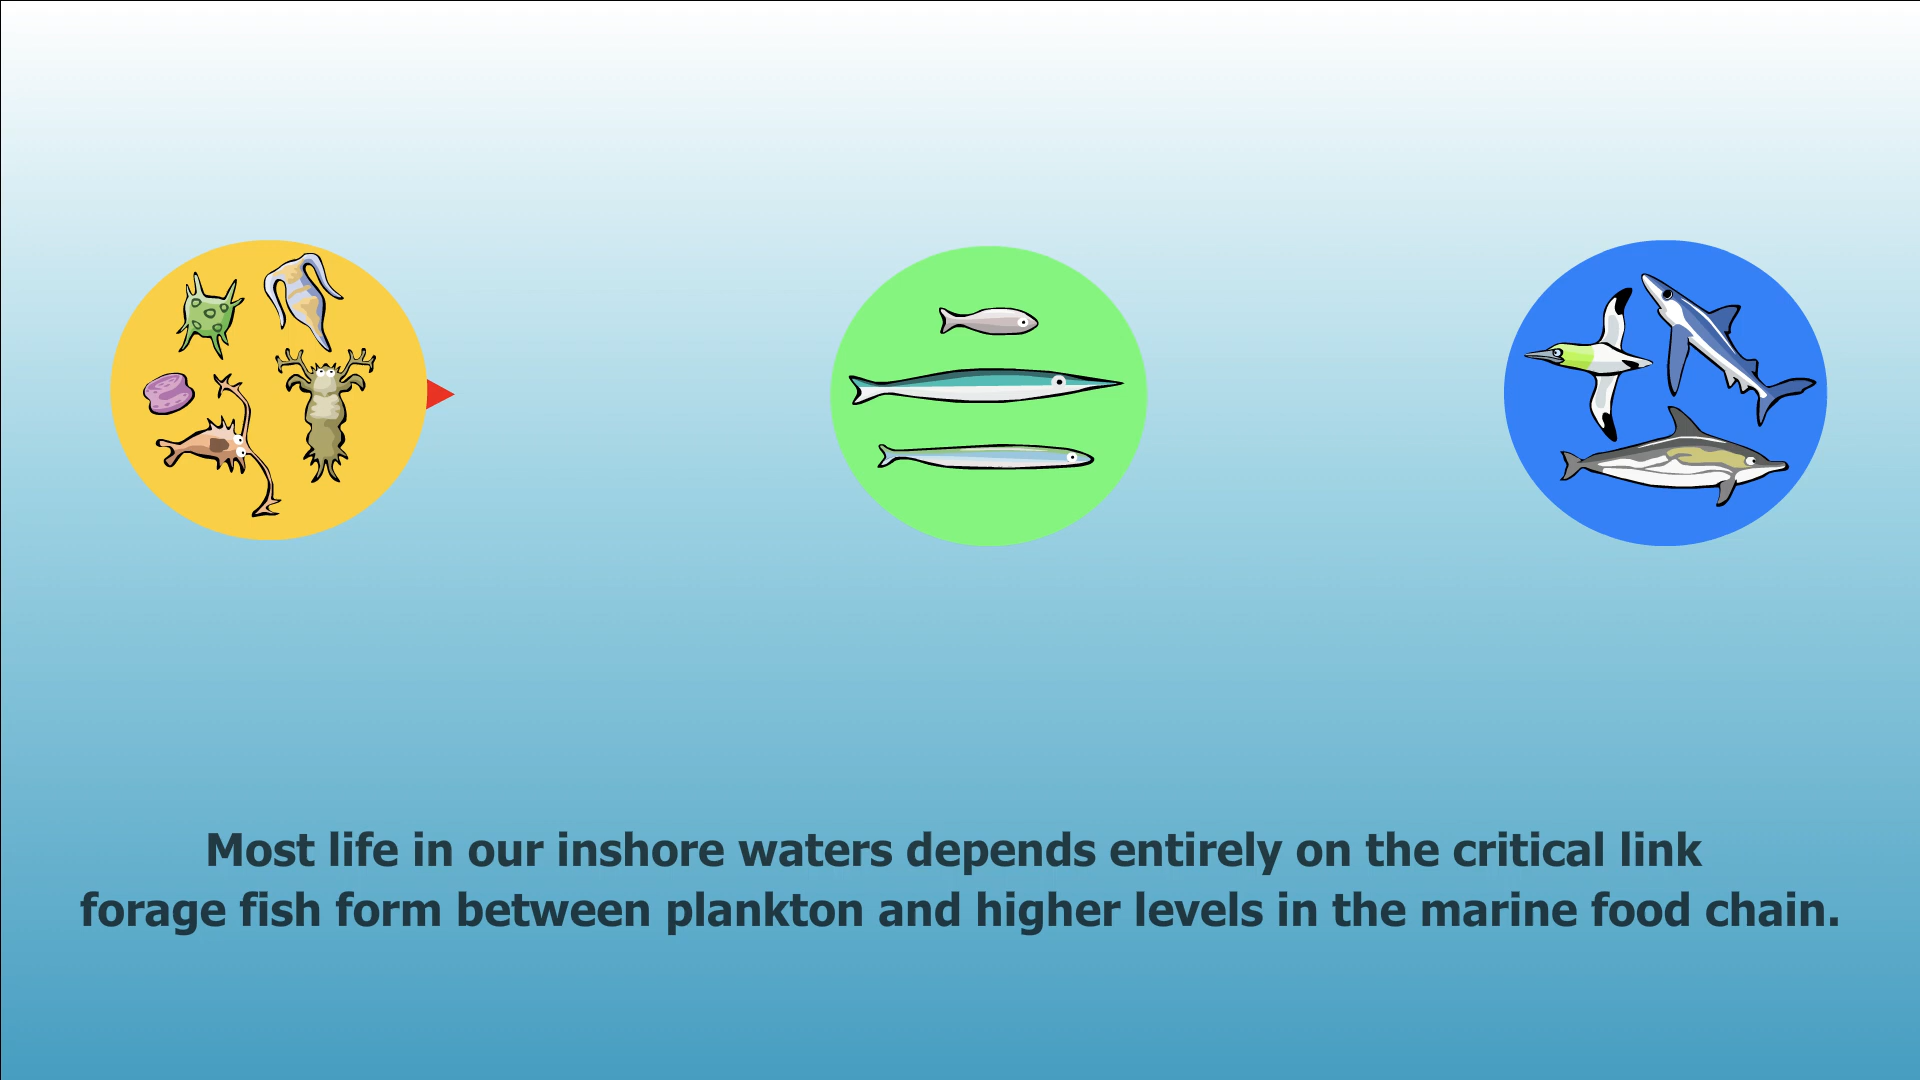 Most life in our inshore waters depends entirely on the critical link
forage fish form between plankton and higher levels in the marine food chain.